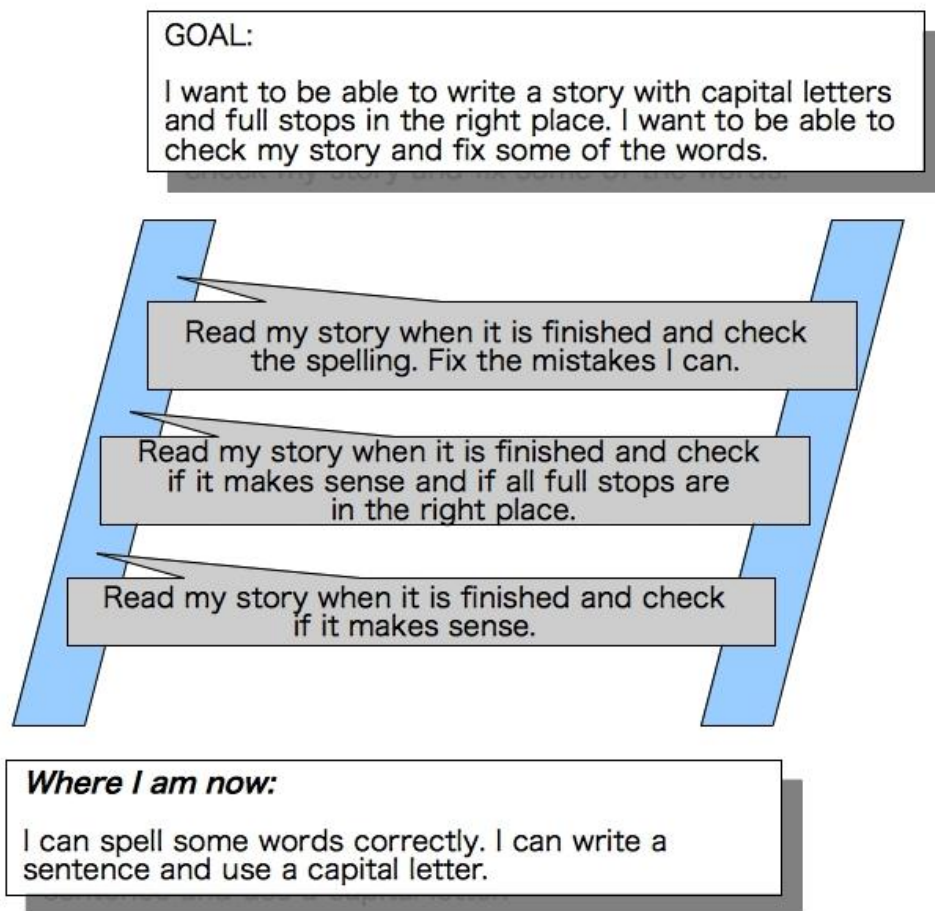 GOAL:
I want to be able to write a story with capital letters
and full stops in the right place. I want to be able to
check my story and fix some of the words.
Read my story when it is finished and check
the spelling. Fix the mistakes I can.
Read my story when it is finished and check
if it makes sense and if all full stops are
in the right place.
Read my story when it is finished and check
if it makes sense.
Where I am now:
I can spell some words correctly. I can write a
sentence and use a capital letter.